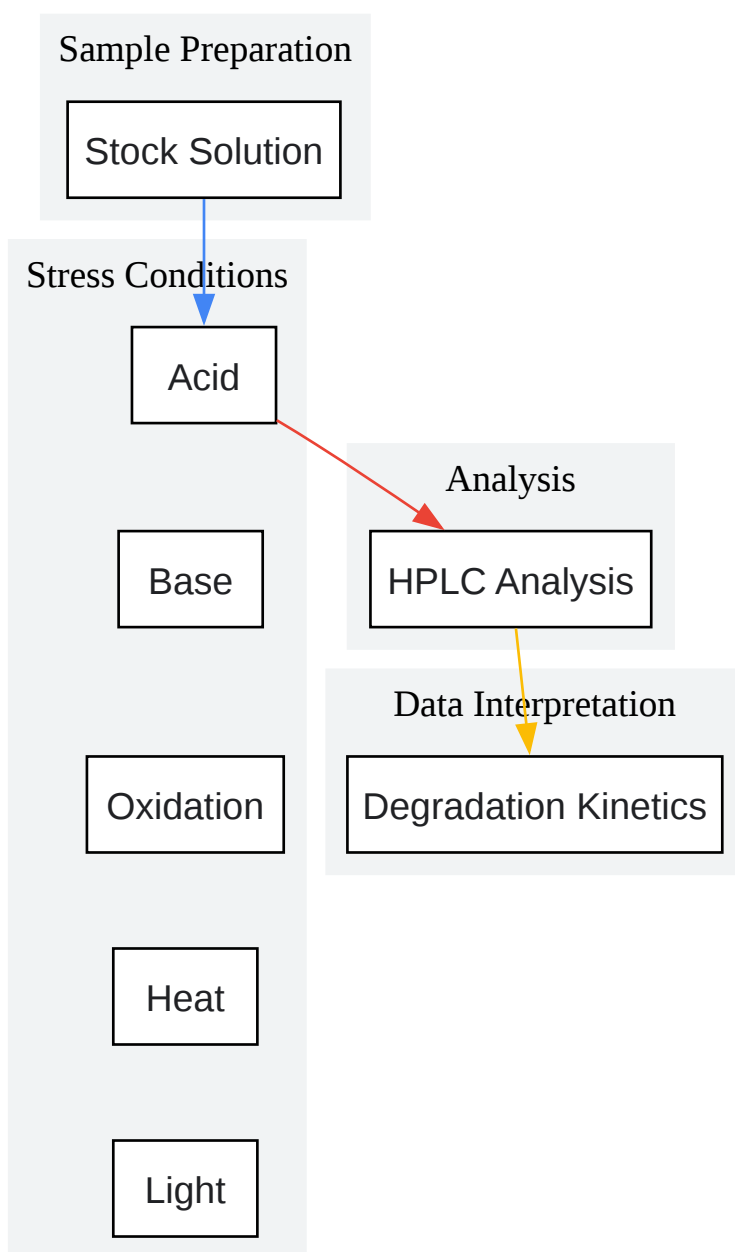 Sample Preparation
Stock Solution
Stress Conditions
Acid
Analysis
Base
HPLC Analysis
Data Interpretation
Oxidation
Degradation Kinetics
Heat
Light